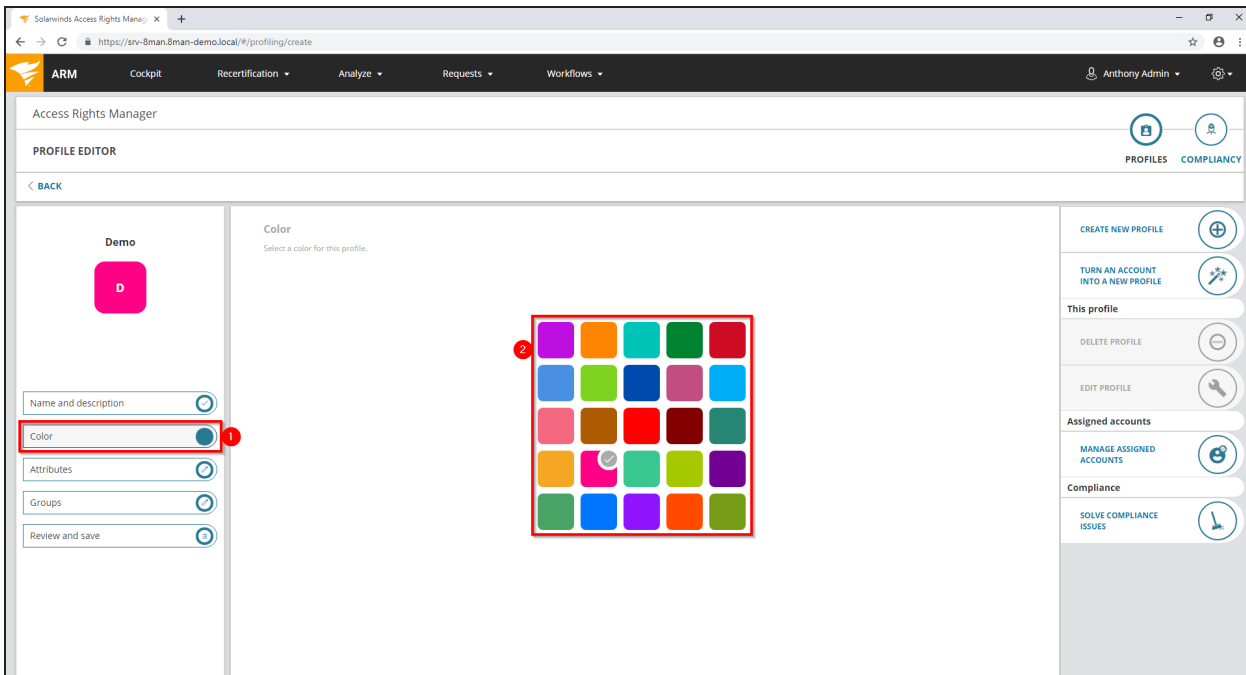 Solarwinds Access Rights Manag
https://srv-8man.8man-demo.local/#/profiling/create
ARM
Cockpit
Recertification
Analyze
Requests
Workflows
Anthony Admin
Access Rights Manager
PROFILE EDITOR
PROFILES
COMPLIANCY
< BACK
Demo
D
Name and description
Color
1
Attributes
Groups
Review and save
Color
Select a color for this profile.
2
CREATE NEW PROFILE
TURN AN ACCOUNT
INTO A NEW PROFILE
This profile
DELETE PROFILE
EDIT PROFILE
Assigned accounts
MANAGE ASSIGNED
ACCOUNTS
Compliance
SOLVE COMPLIANCE
ISSUES